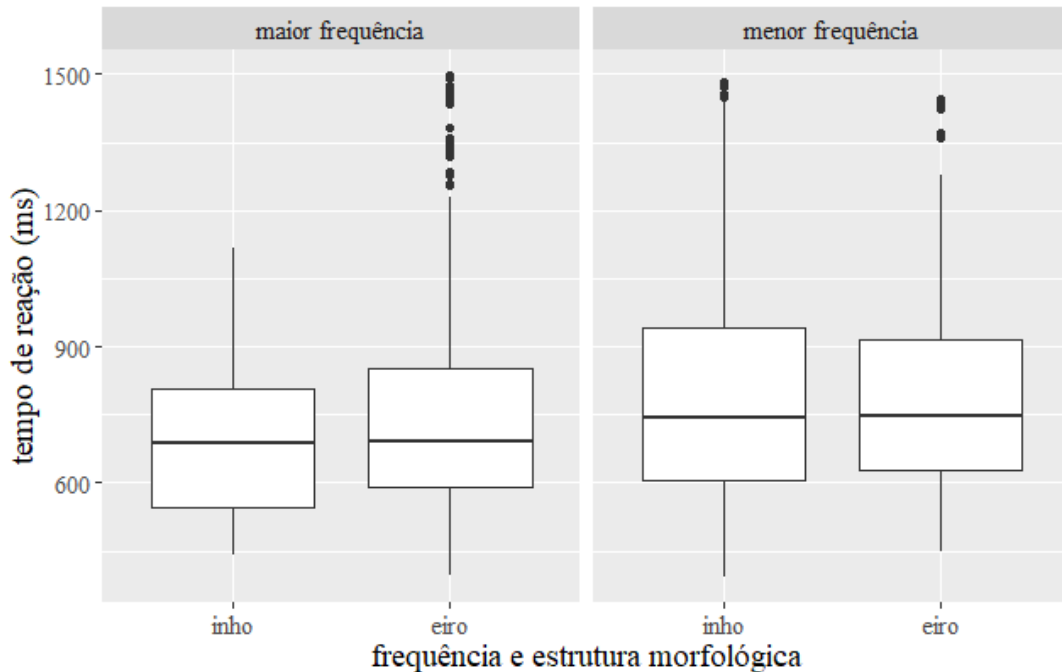 maior frequência
menor frequência
tempo de reação (ms)
1500
1200
900
600
inho
eiro
inho
eiro
frequência e estrutura morfológica